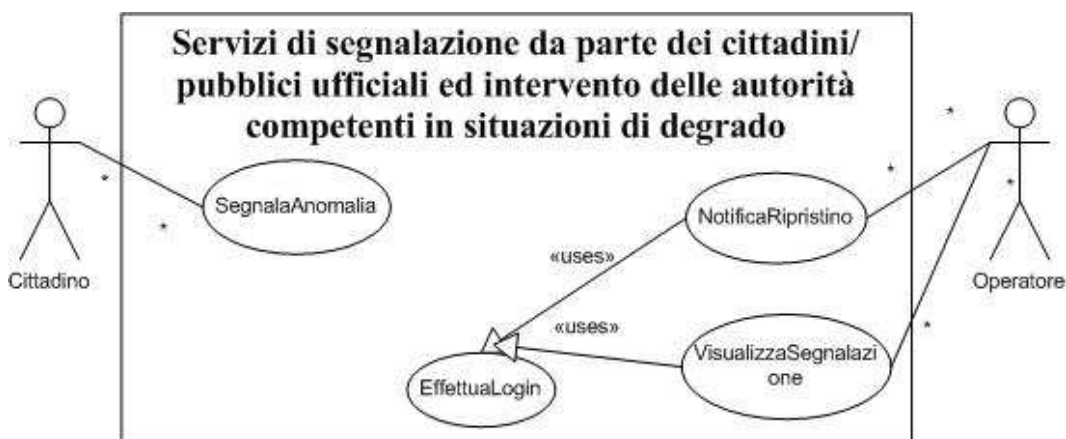 Servizi di segnalazione da parte dei cittadini/
pubblici ufficiali ed intervento delle autorità
competenti in situazioni di degrado
*
*
SegnalaAnomalia
*
*
NotificaRipristino
*
*
Cittadino
Operatore
«uses»
«uses»
*
VisualizzaSegnalazi
one
EffettuaLogin